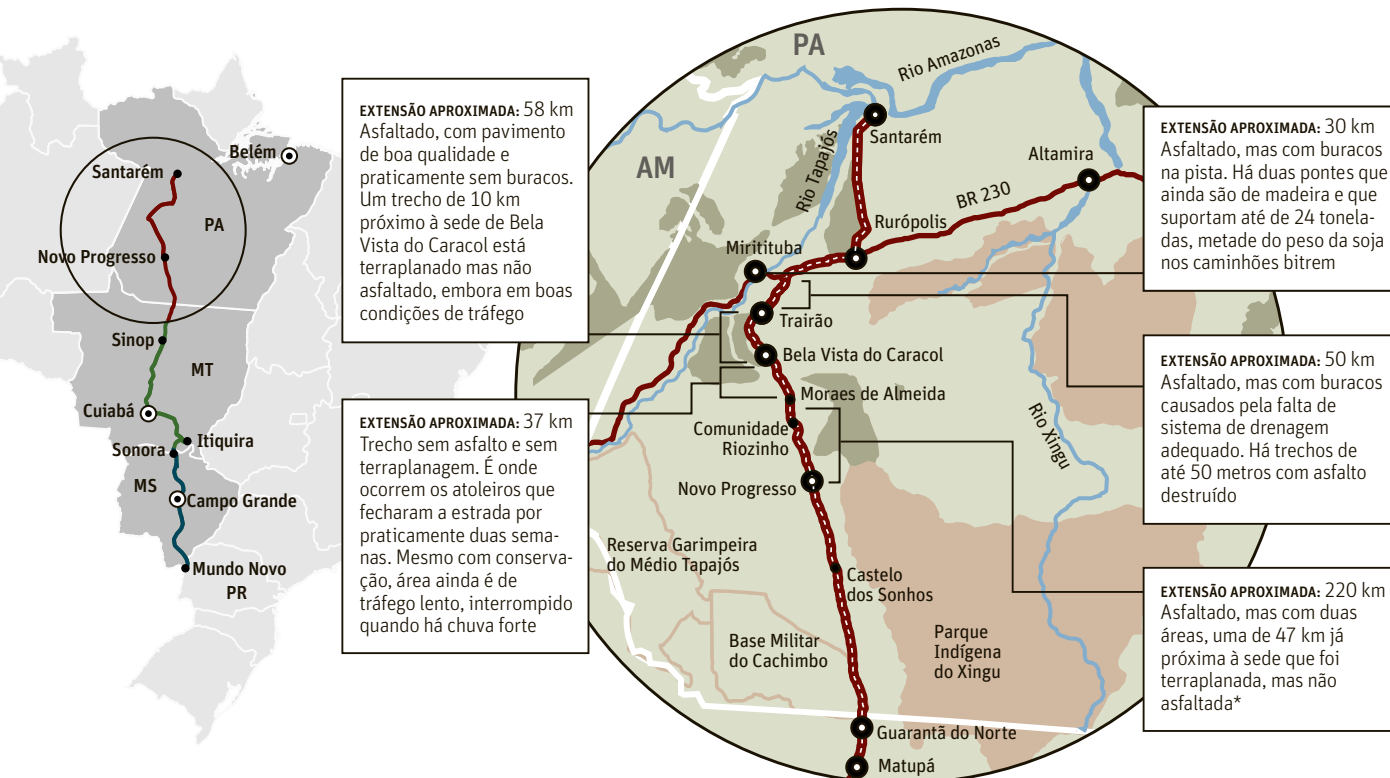 Belém
Santarém
PA
Novo Progresso
Sinop
MT
Cuiabá
Itiquira
Sonora
MS
Campo Grande
Mundo Novo
PR
EXTENSÃO APROXIMADA: 58 km
Asfaltado, com pavimento
de boa qualidade e
praticamente sem buracos.
Um trecho de 10 km
próximo à sede de Bela
Vista do Caracol está
terraplanado mas não
asfaltado, embora em boas
condições de tráfego
EXTENSÃO APROXIMADA: 37 km
Trecho sem asfalto e sem
terraplanagem. É onde
ocorrem os atoleiros que
fecharam a estrada por
praticamente duas sema-
nas. Mesmo com conserva-
ção, área ainda é de
tráfego lento, interrompido
quando há chuva forte
PA
Rio Amazonas
Santarém
AM
Rio Tapajós
Altamira
BR 230
Rurópolis
Miritituba
Trairão
Bela Vista do Caracol
Moraes de Almeida
Comunidade
Riozinho
Rio Xingu
Novo Progresso
Reserva Garimpeira
do Médio Tapajós
Castelo
dos Sonhos
Base Militar
do Cachimbo
Parque
Indígena
do Xingu
Guarantã do Norte
Matupá
EXTENSÃO APROXIMADA: 30 km
Asfaltado, mas com buracos
na pista. Há duas pontes que
ainda são de madeira e que
suportam até de 24 tonela-
das, metade do peso da soja
nos caminhões bitrem
EXTENSÃO APROXIMADA: 50 km
Asfaltado, mas com buracos
causados pela falta de
sistema de drenagem
adequado. Há trechos de
até 50 metros com asfalto
destruído
EXTENSÃO APROXIMADA: 220 km
Asfaltado, mas com duas
áreas, uma de 47 km já
próxima à sede que foi
terraplanada, mas não
asfaltada*